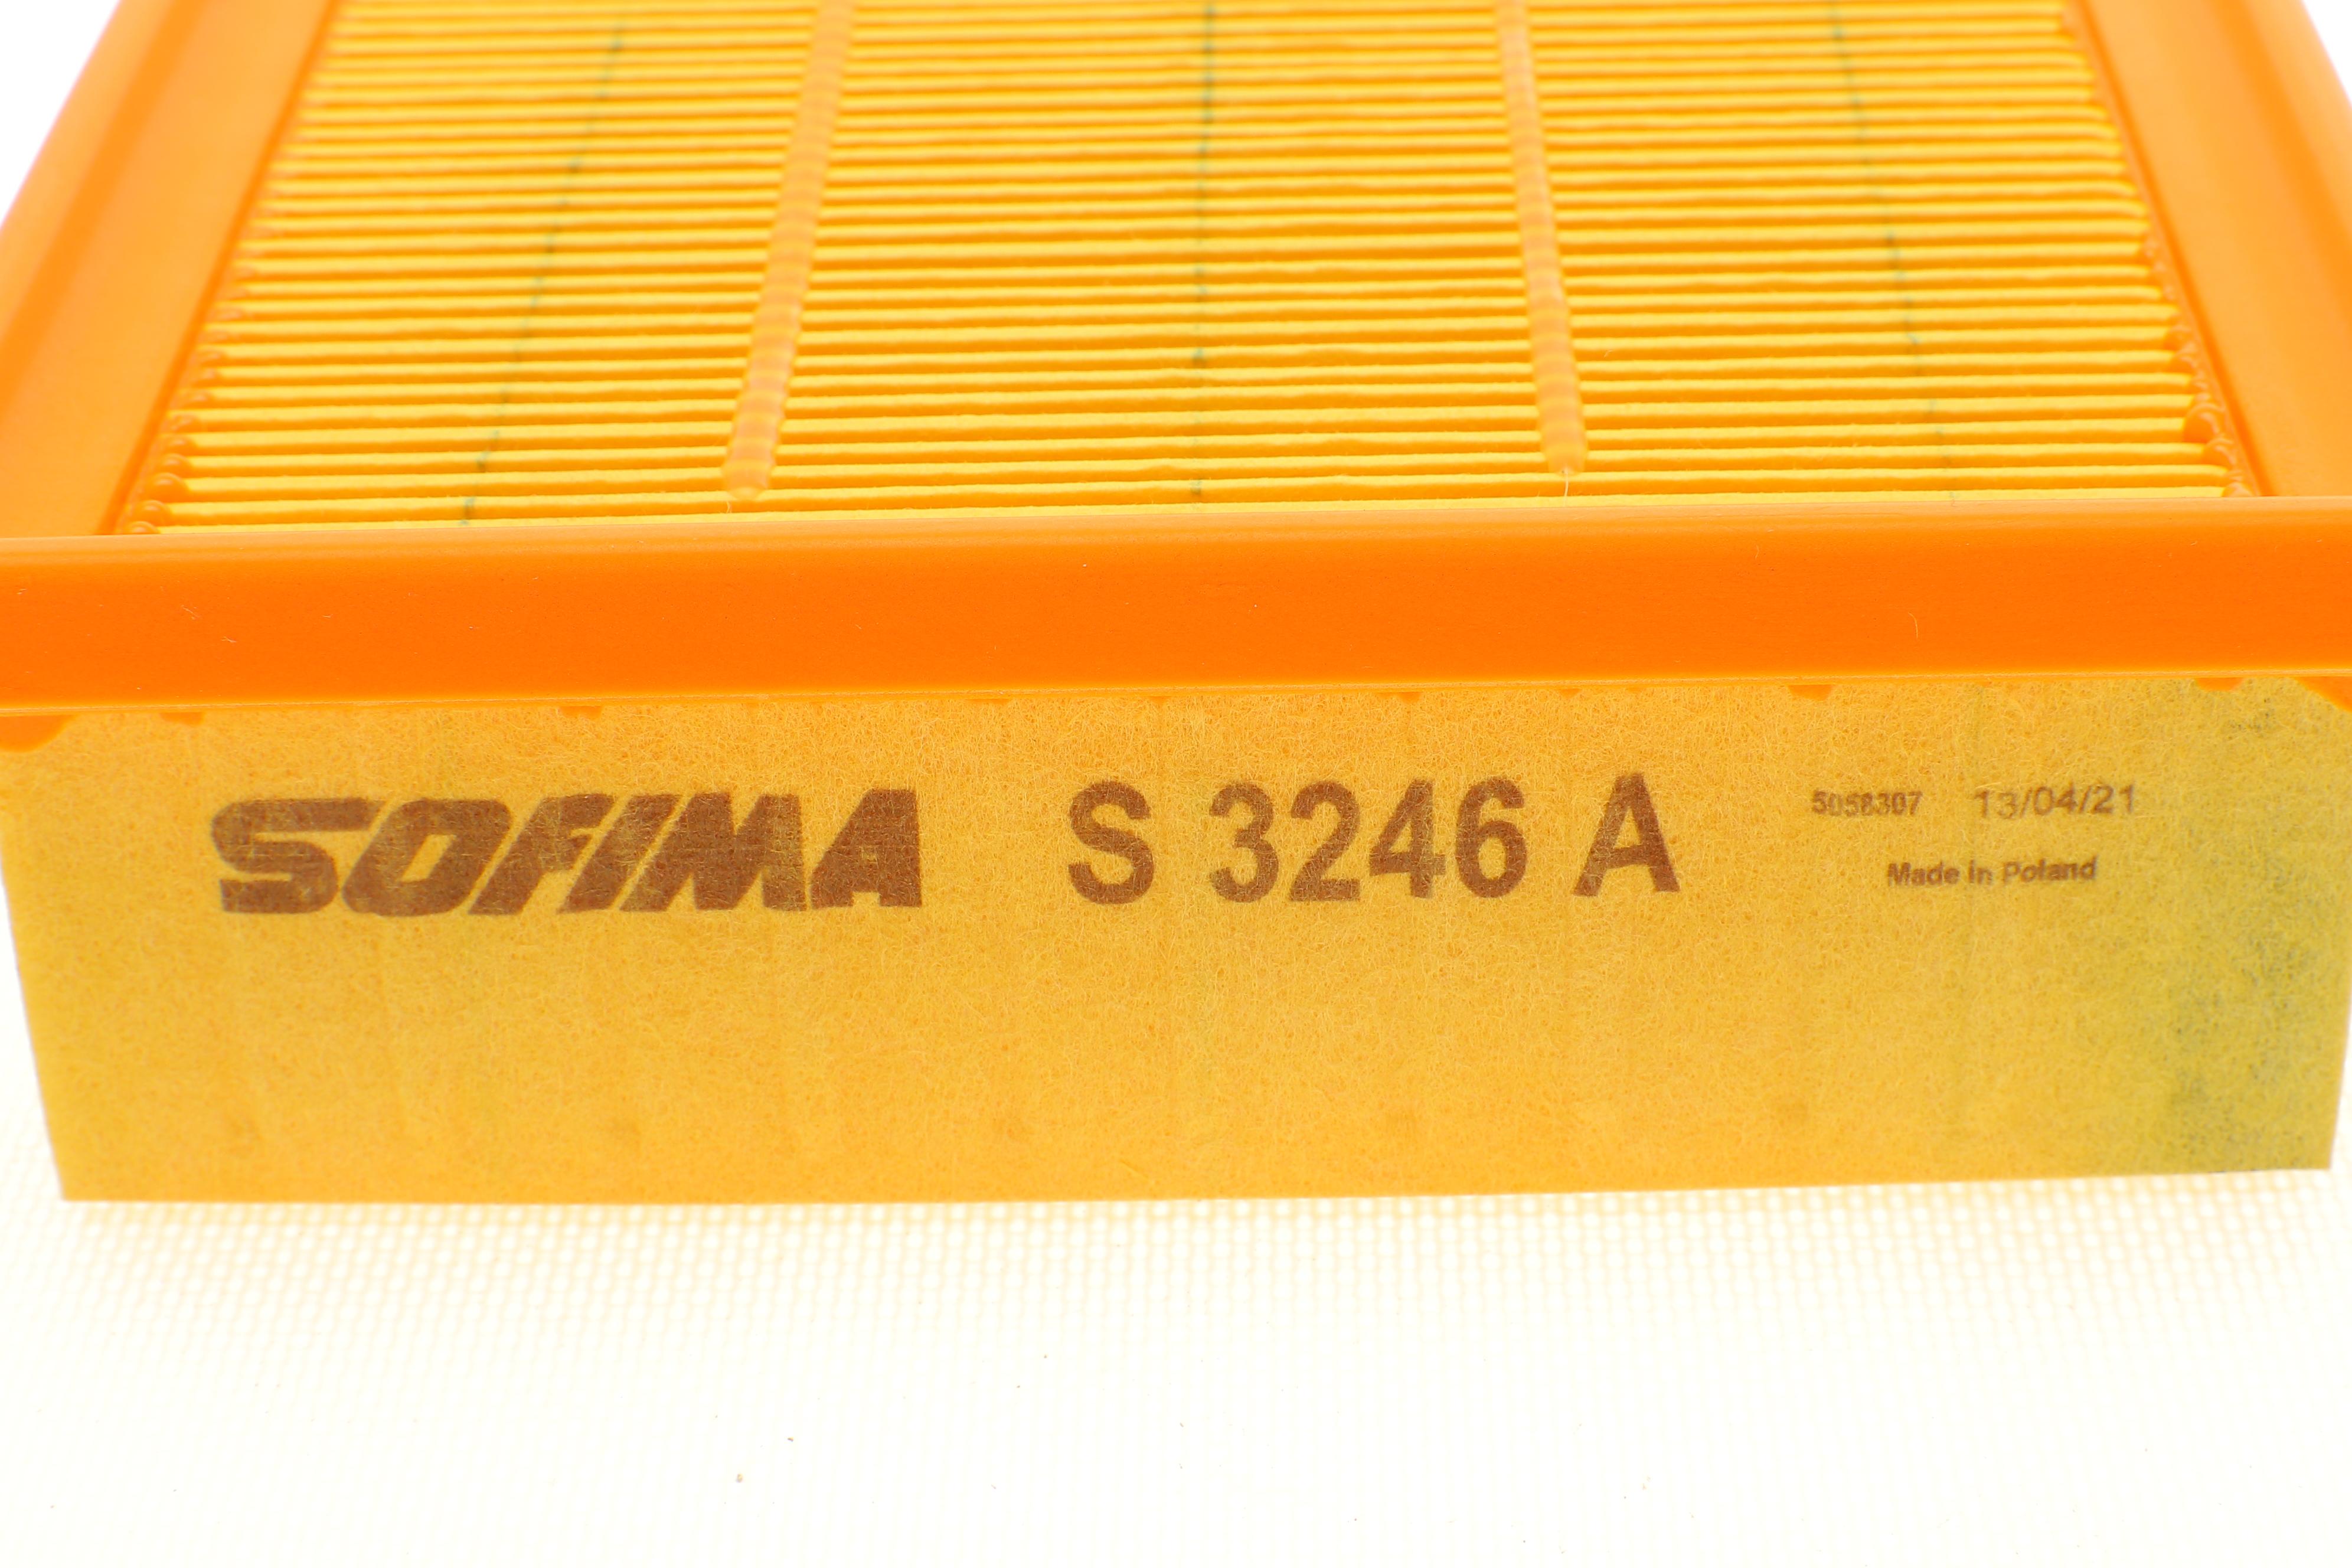 SOFIMA S 3246 A 5058307 13/04/21
Made in Poland